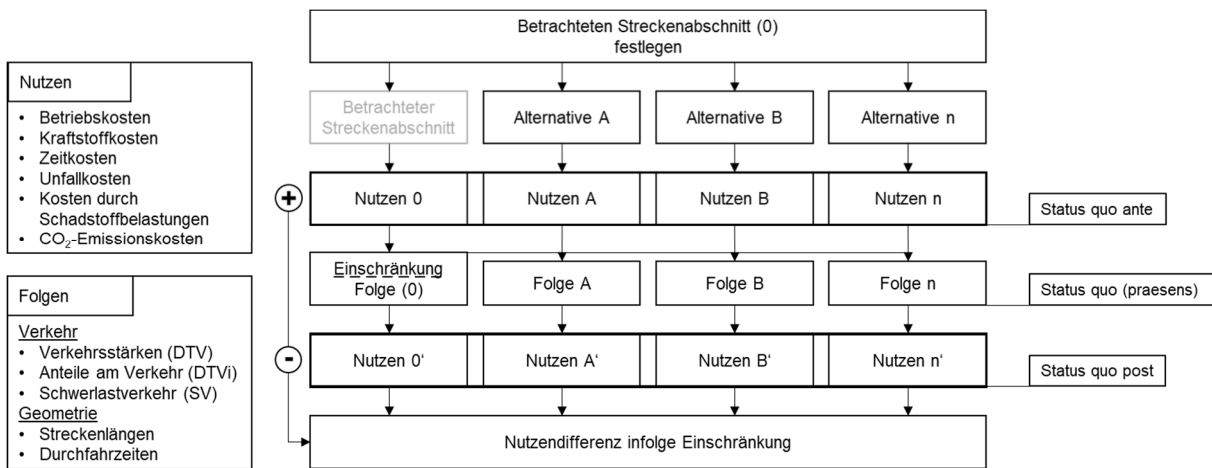 Betrachteten Streckenabschnitt (0)
festlegen
Nutzen
• Betriebskosten
• Kraftstoffkosten
• Zeitkosten
• Unfallkosten
• Kosten durch
Schadstoffbelastungen
• CO₂-Emissionskosten
Betrachteter
Streckenabschnitt
Alternative A
Alternative B
Alternative n
+
Nutzen 0
Nutzen A
Nutzen B
Nutzen n
Status quo ante
Einschränkung
Folge (0)
Folge A
Folge B
Folge n
Status quo (praesens)
Folgen
Verkehr
• Verkehrsstärken (DTV)
• Anteile am Verkehr (DTVi)
• Schwerlastverkehr (SV)
Geometrie
• Streckenlängen
• Durchfahrzeiten
-
Nutzen 0‘
Nutzen A‘
Nutzen B‘
Nutzen n‘
Status quo post
Nutzendifferenz infolge Einschränkung